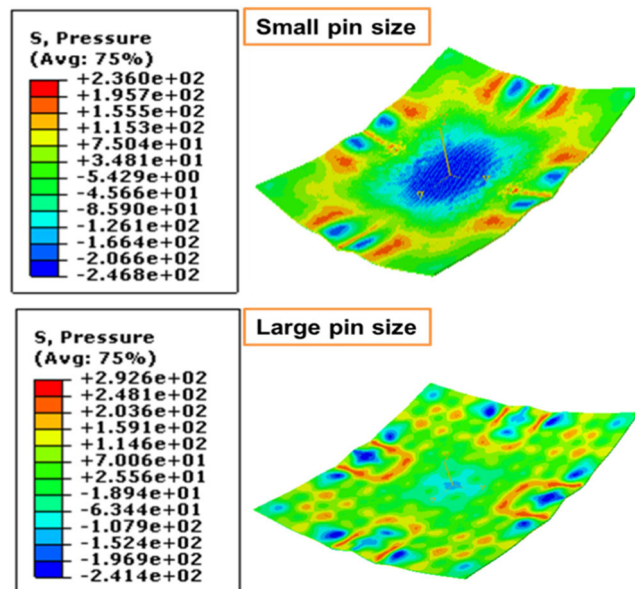 S, Pressure
(Avg: 75%)
+2.360e+02
+1.957e+02
+1.555e+02
+1.153e+02
+7.504e+01
+3.481e+01
-5.429e+00
-4.566e+01
-8.590e+01
-1.261e+02
-1.664e+02
-2.066e+02
-2.468e+02
Small pin size
S, Pressure
(Avg: 75%)
+2.926e+02
+2.481e+02
+2.036e+02
+1.591e+02
+1.146e+02
+7.006e+01
+2.556e+01
-1.894e+01
-6.344e+01
-1.079e+02
-1.524e+02
-1.969e+02
-2.414e+02
Large pin size